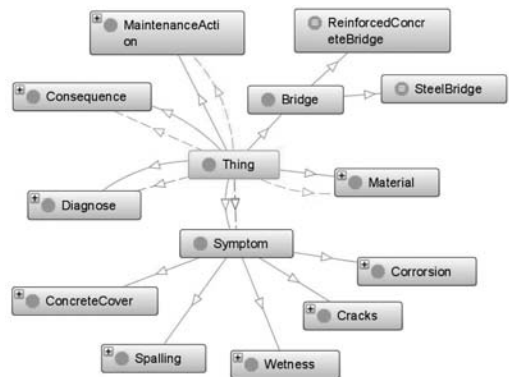 MaintenanceActi
on
ReinforcedConcr
eteBridge
Consequence
Bridge
SteelBridge
Thing
Diagnose
Material
Symptom
Corrorsion
ConcreteCover
Cracks
Spalling
Wetness